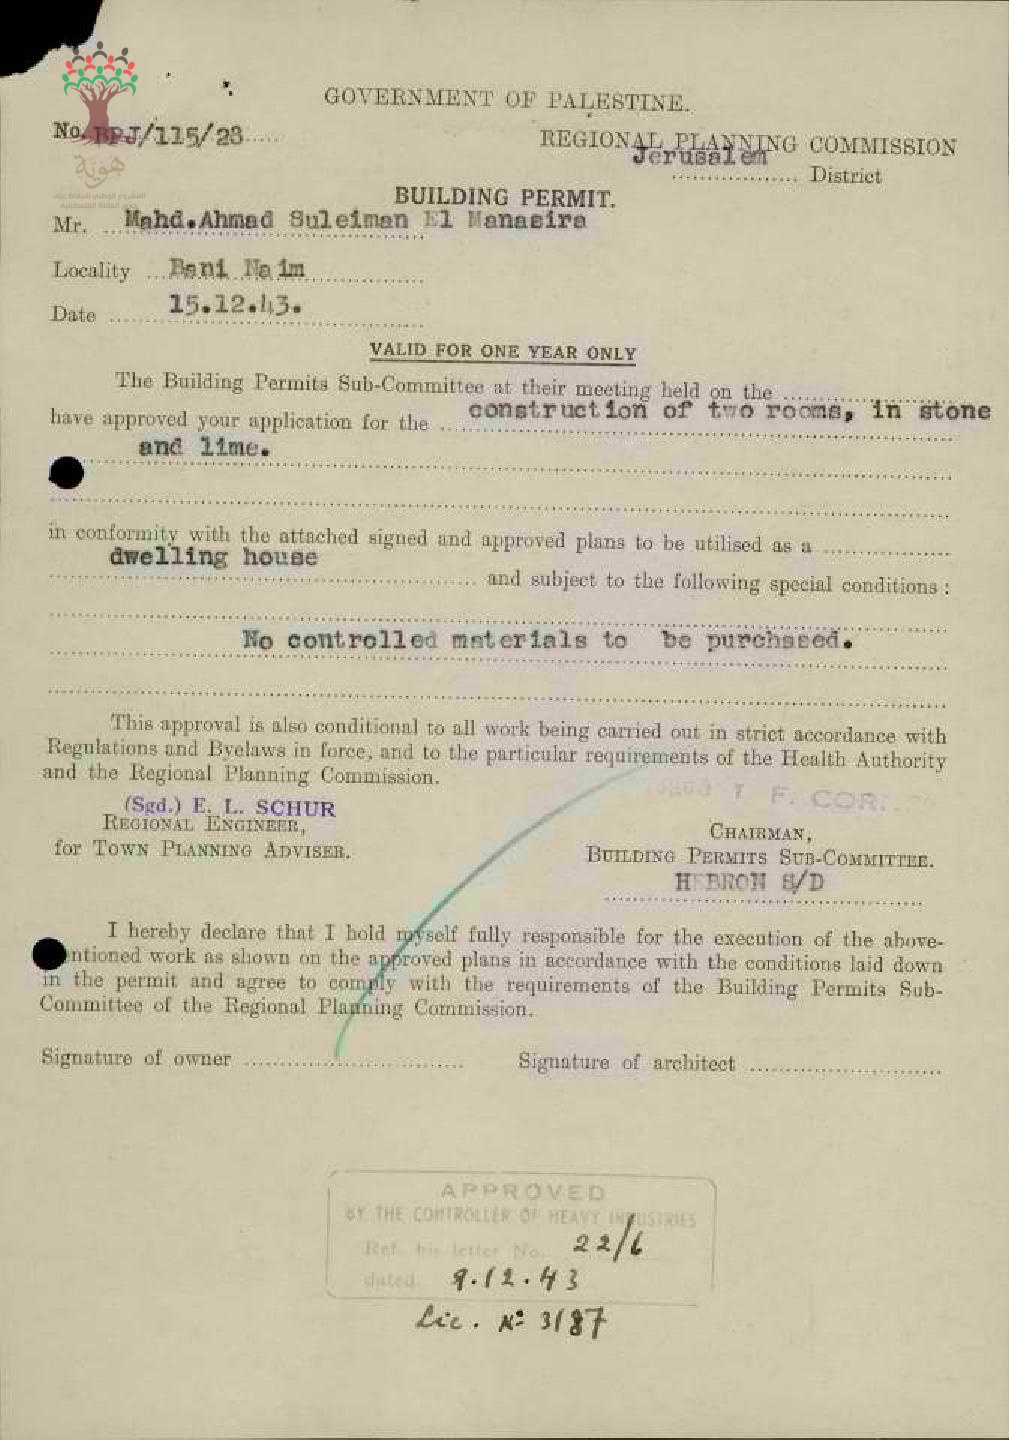 GOVERNMENT OF PALESTINE.
No. RPJ/115/28
REGIONAL PLANNING COMMISSION
Jerusalem
District
هوية
BUILDING PERMIT.
Mr. Mahd.Ahmad Suleiman El Manasira
Locality Bani Naim
Date 15.12.43.
VALID FOR ONE YEAR ONLY
The Building Permits Sub-Committee at their meeting held on the
have approved your application for the construction of two rooms, in stone
and lime.
in conformity with the attached signed and approved plans to be utilised as a
dwelling house and subject to the following special conditions:
No controlled materials to be purchased.
This approval is also conditional to all work being carried out in strict accordance with
Regulations and Byelaws in force, and to the particular requirements of the Health Authority
and the Regional Planning Commission.
(Sgd.) E. L. SCHUR
REGIONAL ENGINEER,
for TOWN PLANNING ADVISER.
F. COR
CHAIRMAN,
BUILDING PERMITS SUB-COMMITTEE.
HEBRON S/D
I hereby declare that I hold myself fully responsible for the execution of the above-
ntioned work as shown on the approved plans in accordance with the conditions laid down
in the permit and agree to comply with the requirements of the Building Permits Sub-
Committee of the Regional Planning Commission.
Signature of owner
Signature of architect
APPROVED
BY THE CONTROLLER OF HEAVY INDUSTRIES
Ref. his letter No. 22/6
dated 9.12.43
Lic. No 3187